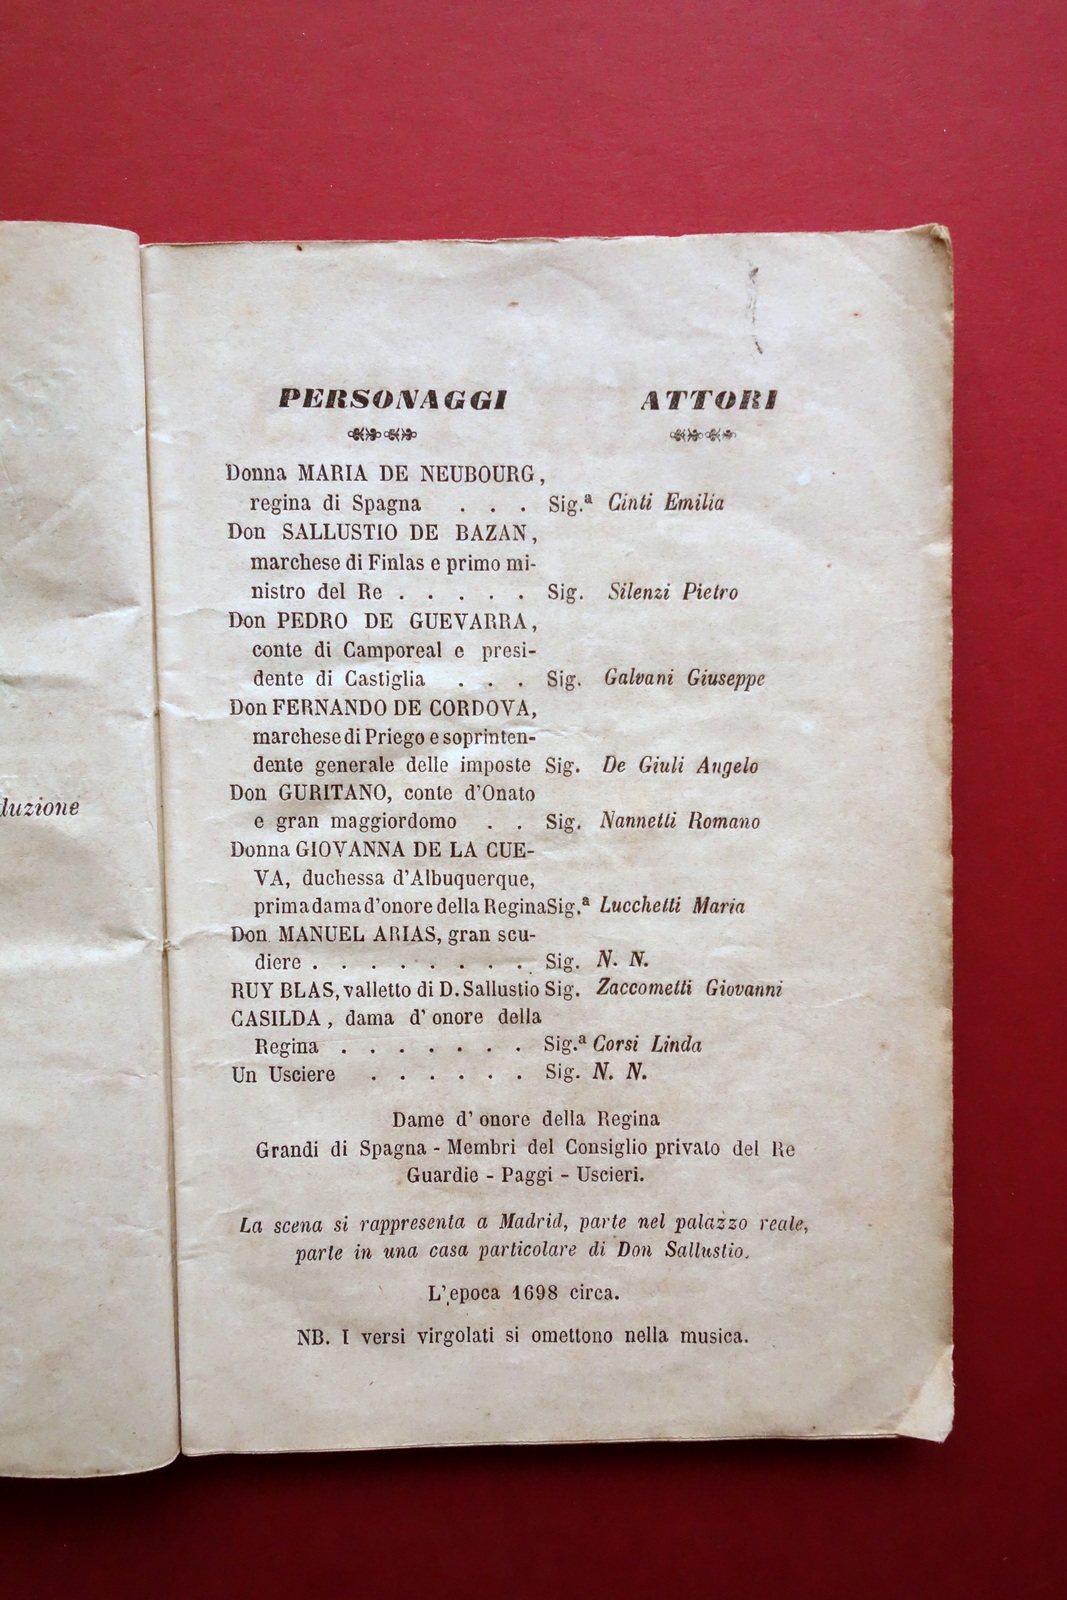 PERSONAGGI ATTORI
Donna MARIA DE NEUBOURG,
regina di Spagna . . . Sig.ª Cinti Emilia
Don SALLUSTIO DE BAZAN,
marchese di Finlas e primo mi-
nistro del Re . . . . . Sig. Silenzi Pietro
Don PEDRO DE GUEVARRA,
conte di Camporeal e presi-
dente di Castiglia . . . Sig. Galvani Giuseppe
Don FERNANDO DE CORDOVA,
marchese di Priego e soprinten-
dente generale delle imposte Sig. De Giuli Angelo
Don GURITANO, conte d'Onato
e gran maggiordomo . . Sig. Nannetti Romano
Donna GIOVANNA DE LA CUE-
VA, duchessa d'Albuquerque,
prima dama d'onore della Regina Sig.ª Lucchetti Maria
Don MANUEL ARIAS, gran scu-
diere . . . . . . . . Sig. N. N.
RUY BLAS, valletto di D. Sallustio Sig. Zaccometti Giovanni
CASILDA, dama d'onore della
Regina . . . . . . . Sig.ª Corsi Linda
Un Usciere . . . . . . Sig. N. N.
Dame d'onore della Regina
Grandi di Spagna - Membri del Consiglio privato del Re
Guardie - Paggi - Uscieri.
La scena si rappresenta a Madrid, parte nel palazzo reale,
parte in una casa particolare di Don Sallustio.
L'epoca 1698 circa.
NB. I versi virgolati si omettono nella musica.